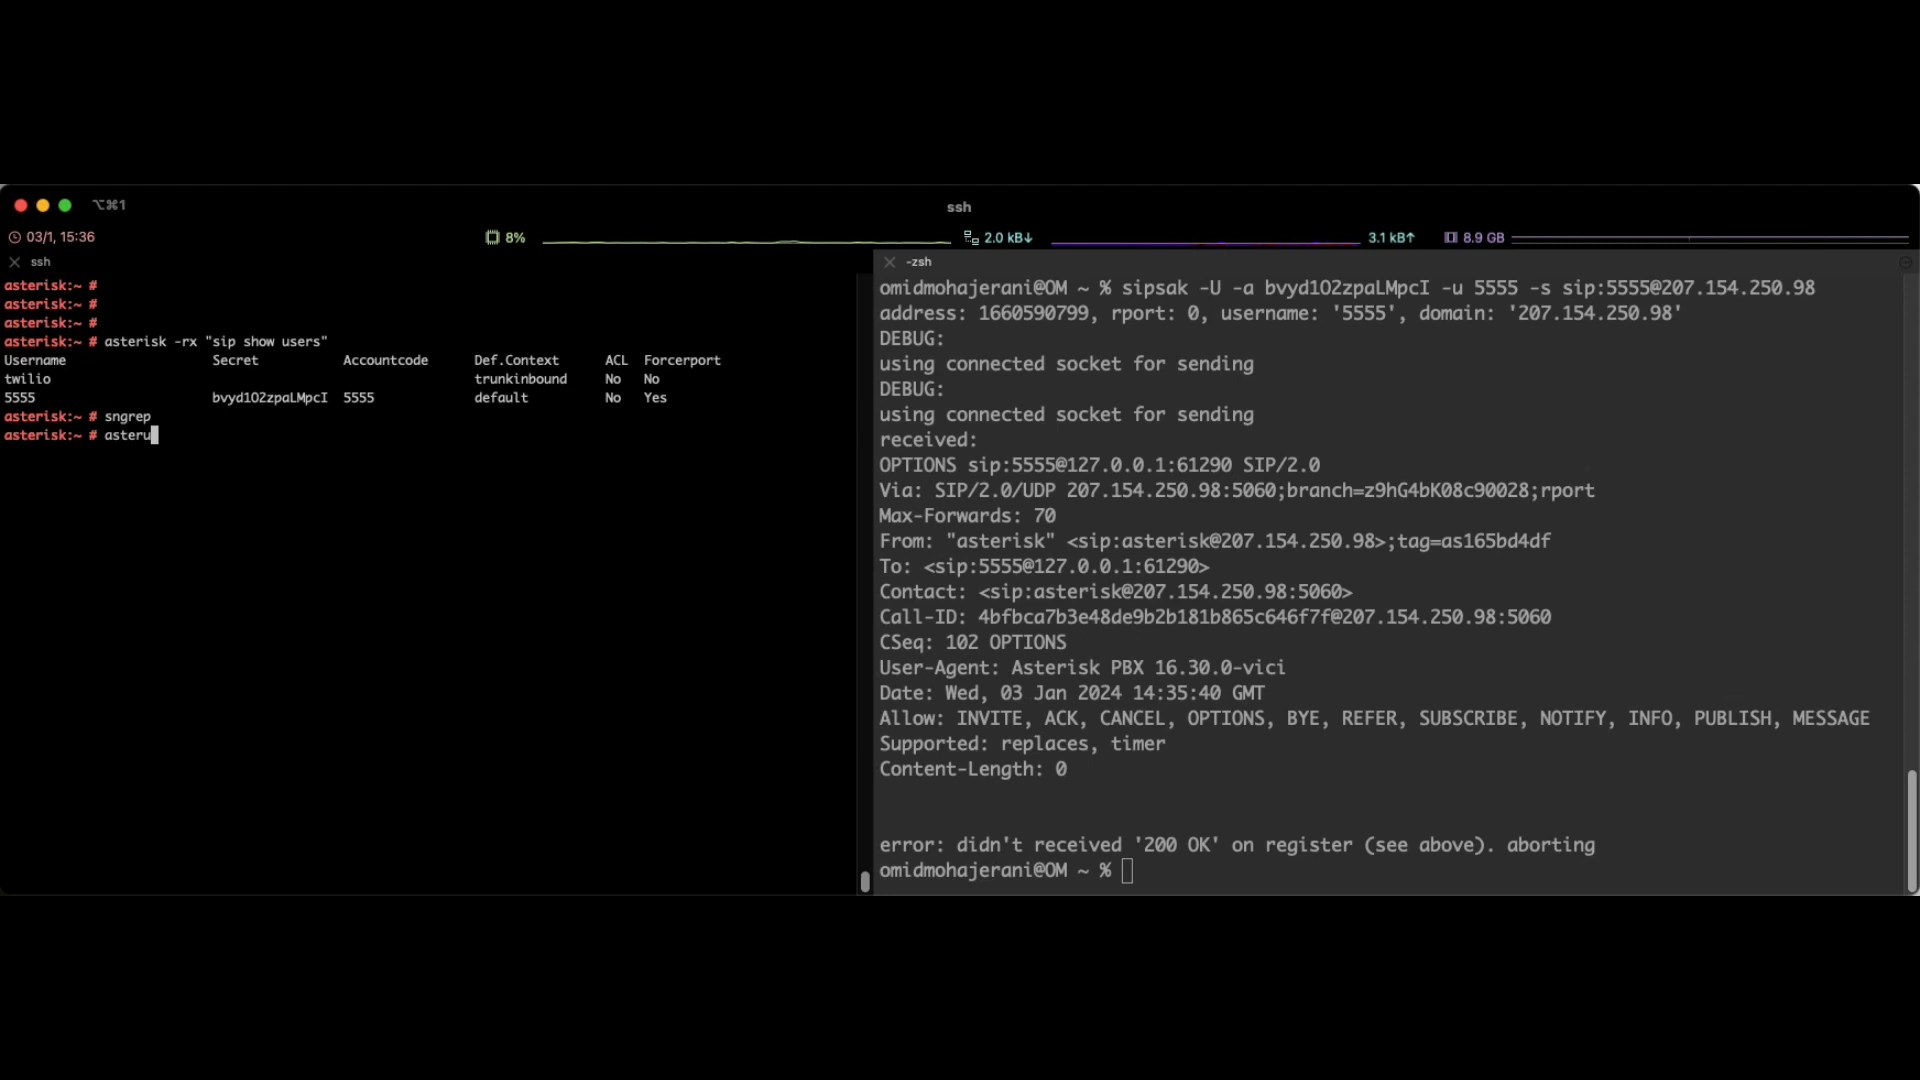 ⌥⌘1
ssh
03/1, 15:36
8%
2.0 kB↓
3.1 kB↑
8.9 GB
ssh
asterisk:~ #
asterisk:~ #
asterisk:~ #
asterisk:~ # asterisk -rx "sip show users"
Username Secret Accountcode Def.Context ACL Forcerport
twilio trunkinbound No No
5555 bvyd1O2zpaLMpcI 5555 default No Yes
asterisk:~ # sngrep
asterisk:~ # asteru
-zsh
omidmohajerani@OM ~ % sipsak -U -a bvyd1O2zpaLMpcI -u 5555 -s sip:5555@207.154.250.98
address: 1660590799, rport: 0, username: '5555', domain: '207.154.250.98'
DEBUG:
using connected socket for sending
DEBUG:
using connected socket for sending
received:
OPTIONS sip:5555@127.0.0.1:61290 SIP/2.0
Via: SIP/2.0/UDP 207.154.250.98:5060;branch=z9hG4bK08c90028;rport
Max-Forwards: 70
From: "asterisk" <sip:asterisk@207.154.250.98>;tag=as165bd4df
To: <sip:5555@127.0.0.1:61290>
Contact: <sip:asterisk@207.154.250.98:5060>
Call-ID: 4bfbca7b3e48de9b2b181b865c646f7f@207.154.250.98:5060
CSeq: 102 OPTIONS
User-Agent: Asterisk PBX 16.30.0-vici
Date: Wed, 03 Jan 2024 14:35:40 GMT
Allow: INVITE, ACK, CANCEL, OPTIONS, BYE, REFER, SUBSCRIBE, NOTIFY, INFO, PUBLISH, MESSAGE
Supported: replaces, timer
Content-Length: 0
error: didn't received '200 OK' on register (see above). aborting
omidmohajerani@OM ~ %